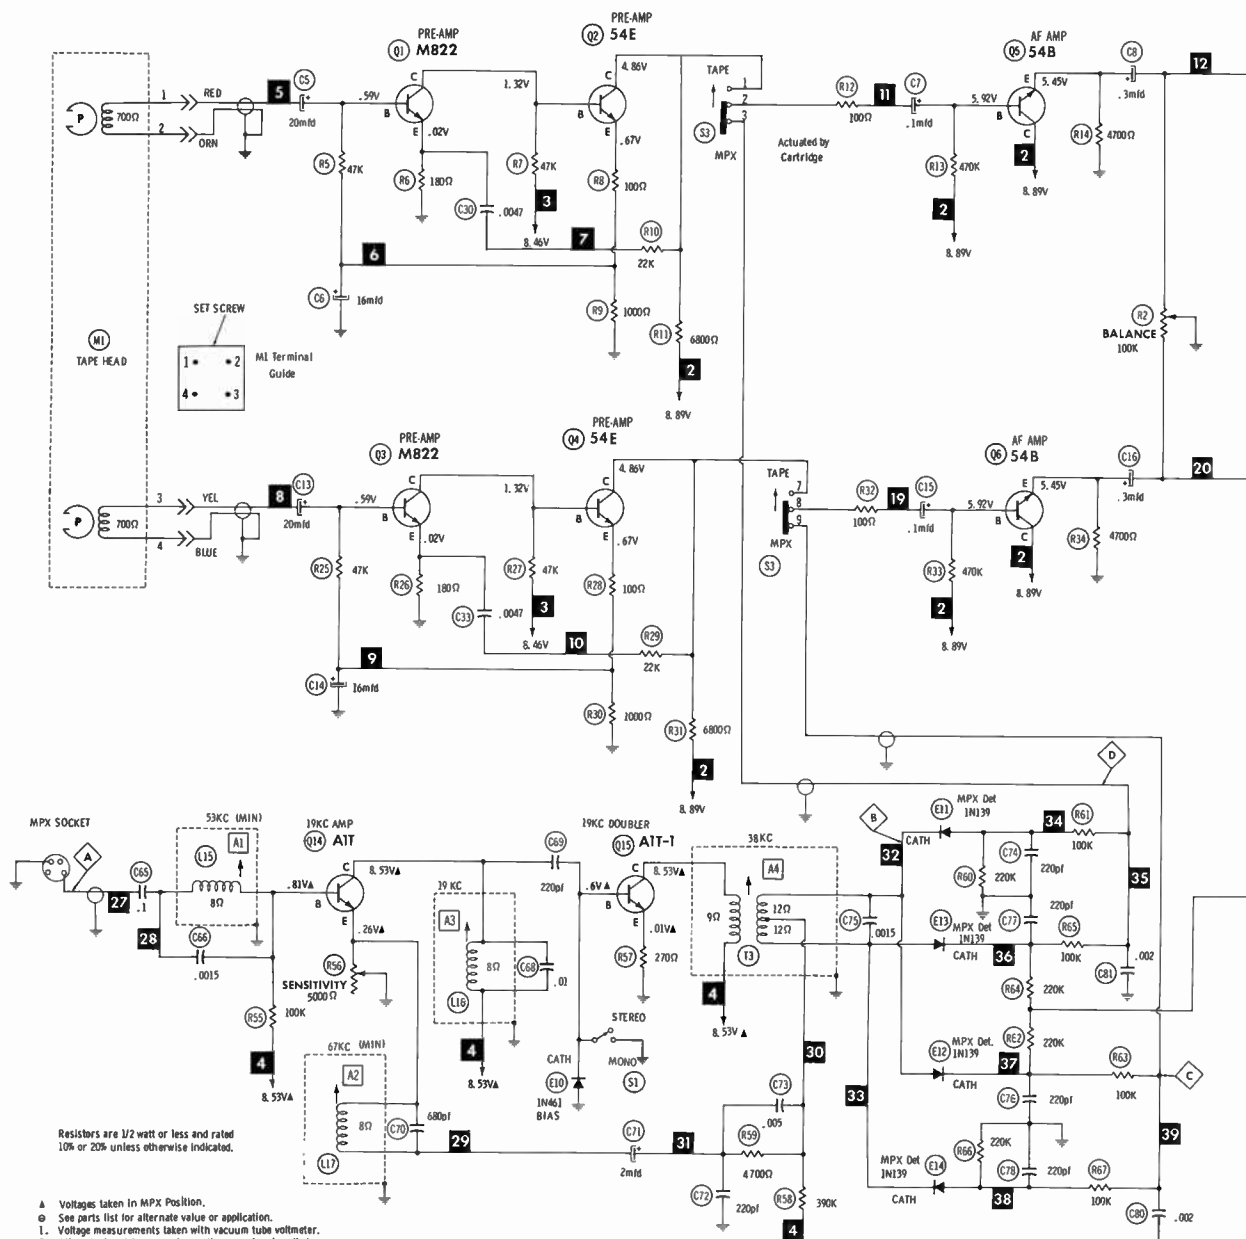 PRE-AMP
Q2 54E
PRE-AMP
Q1 M822
AF AMP
Q5 54B
C8
12
.3mfd
4.86V
TAPE
1
2
3
S3
MPX
Actuated by
Cartridge
R12
100Ω
11
C7
.1mfd
5.92V
B
E
C
5.45V
R14
4700Ω
2
8.89V
R13
470K
2
8.89V
P
700Ω
1
RED
2
ORN
5
C5
20mfd
.59V
B
C
E
1.32V
.02V
B
E
.67V
R5
47K
R6
180Ω
C30
.0047
R7
47K
3
8.46V
R8
100Ω
7
R10
22K
6
C6
16mfd
R9
1000Ω
R11
6800Ω
2
8.89V
R2
BALANCE
100K
M1
TAPE HEAD
SET SCREW
1
2
4
3
M1 Terminal
Guide
PRE-AMP
Q3 M822
PRE-AMP
Q4 54E
AF AMP
Q6 54B
C16
20
.3mfd
4.86V
TAPE
7
8
9
MPX
S3
R32
100Ω
19
C15
.1mfd
5.92V
B
E
C
5.45V
R34
4700Ω
2
8.89V
R33
470K
2
8.89V
P
700Ω
3
YEL
4
BLUE
8
C13
20mfd
.59V
B
C
E
1.32V
.02V
B
C
E
.67V
R25
47K
R26
180Ω
C33
.0047
R27
47K
3
8.46V
R28
100Ω
10
R29
22K
9
C14
16mfd
R30
1000Ω
R31
6800Ω
2
8.89V
D
MPX SOCKET
A
53KC (MIN)
L15
A1
8Ω
27
C65
.1
28
C66
.0015
19KC AMP
Q14 A1T
.81V▲
B
C
E
8.53V▲
.26V▲
R56
SENSITIVITY
5000Ω
R55
100K
4
8.53V▲
19 KC
A3
8Ω
L16
C68
.01
4
8.53V▲
C69
220pf
19KC DOUBLER
Q15 A1T-1
.6V▲
B
C
E
8.53V▲
.01V▲
R57
270Ω
STEREO
MONO
S1
CATH
E10
1N461
BIAS
38KC
A4
9Ω
12Ω
12Ω
T3
4
8.53V▲
C75
.0015
B
32
E11
MPX Det
1N139
CATH
34
R61
100K
R60
220K
C74
220pf
35
C77
220pf
E13
MPX Det
1N139
CATH
36
R65
100K
C81
.002
R64
220K
E12
MPX Det.
1N139
CATH
37
220K
R63
100K
C
C76
220pf
30
33
39
67KC (MIN)
A2
8Ω
L17
C70
680pf
29
C71
2mfd
31
C73
.005
R59
4700Ω
C72
220pf
R58
390K
4
MPX Det
1N139
E14
CATH
R66
220K
C78
220pf
38
R67
100K
C80
.002
Resistors are 1/2 watt or less and rated
10% or 20% unless otherwise indicated.
▲ Voltages taken in MPX Position.
⊖ See parts list for alternate value or application.
1. Voltage measurements taken with vacuum tube voltmeter.